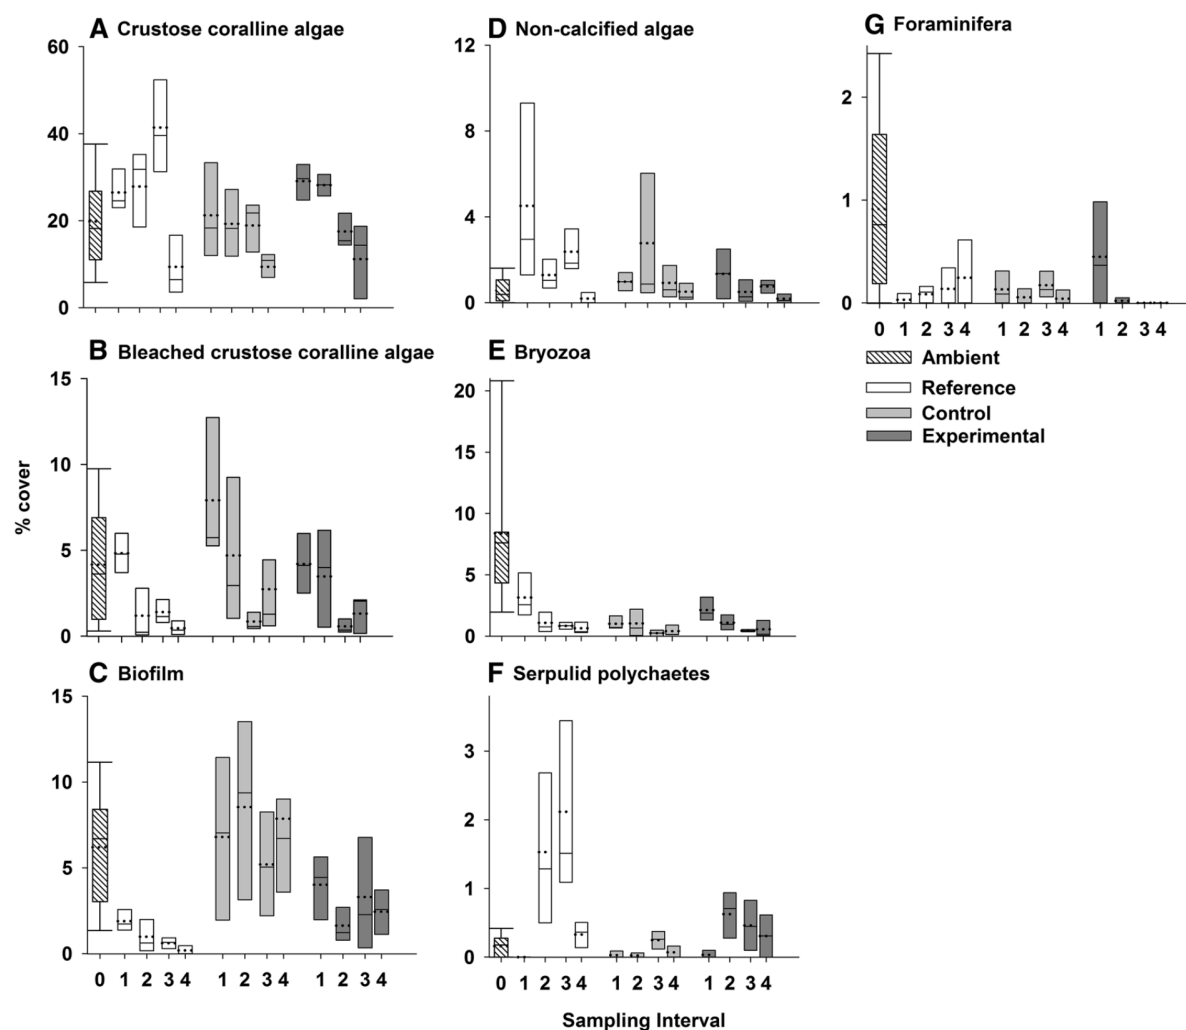 A Crustose coralline algae
60
40
20
0
D Non-calcified algae
12
8
4
0
G Foraminifera
2
1
0
0 1 2 3 4 1 2 3 4 1 2 3 4
Ambient
Reference
Control
Experimental
B Bleached crustose coralline algae
15
10
5
0
% cover
E Bryozoa
20
15
10
5
0
C Biofilm
15
10
5
0
0 1 2 3 4 1 2 3 4 1 2 3 4
F Serpulid polychaetes
3
2
1
0
0 1 2 3 4 1 2 3 4 1 2 3 4
Sampling Interval